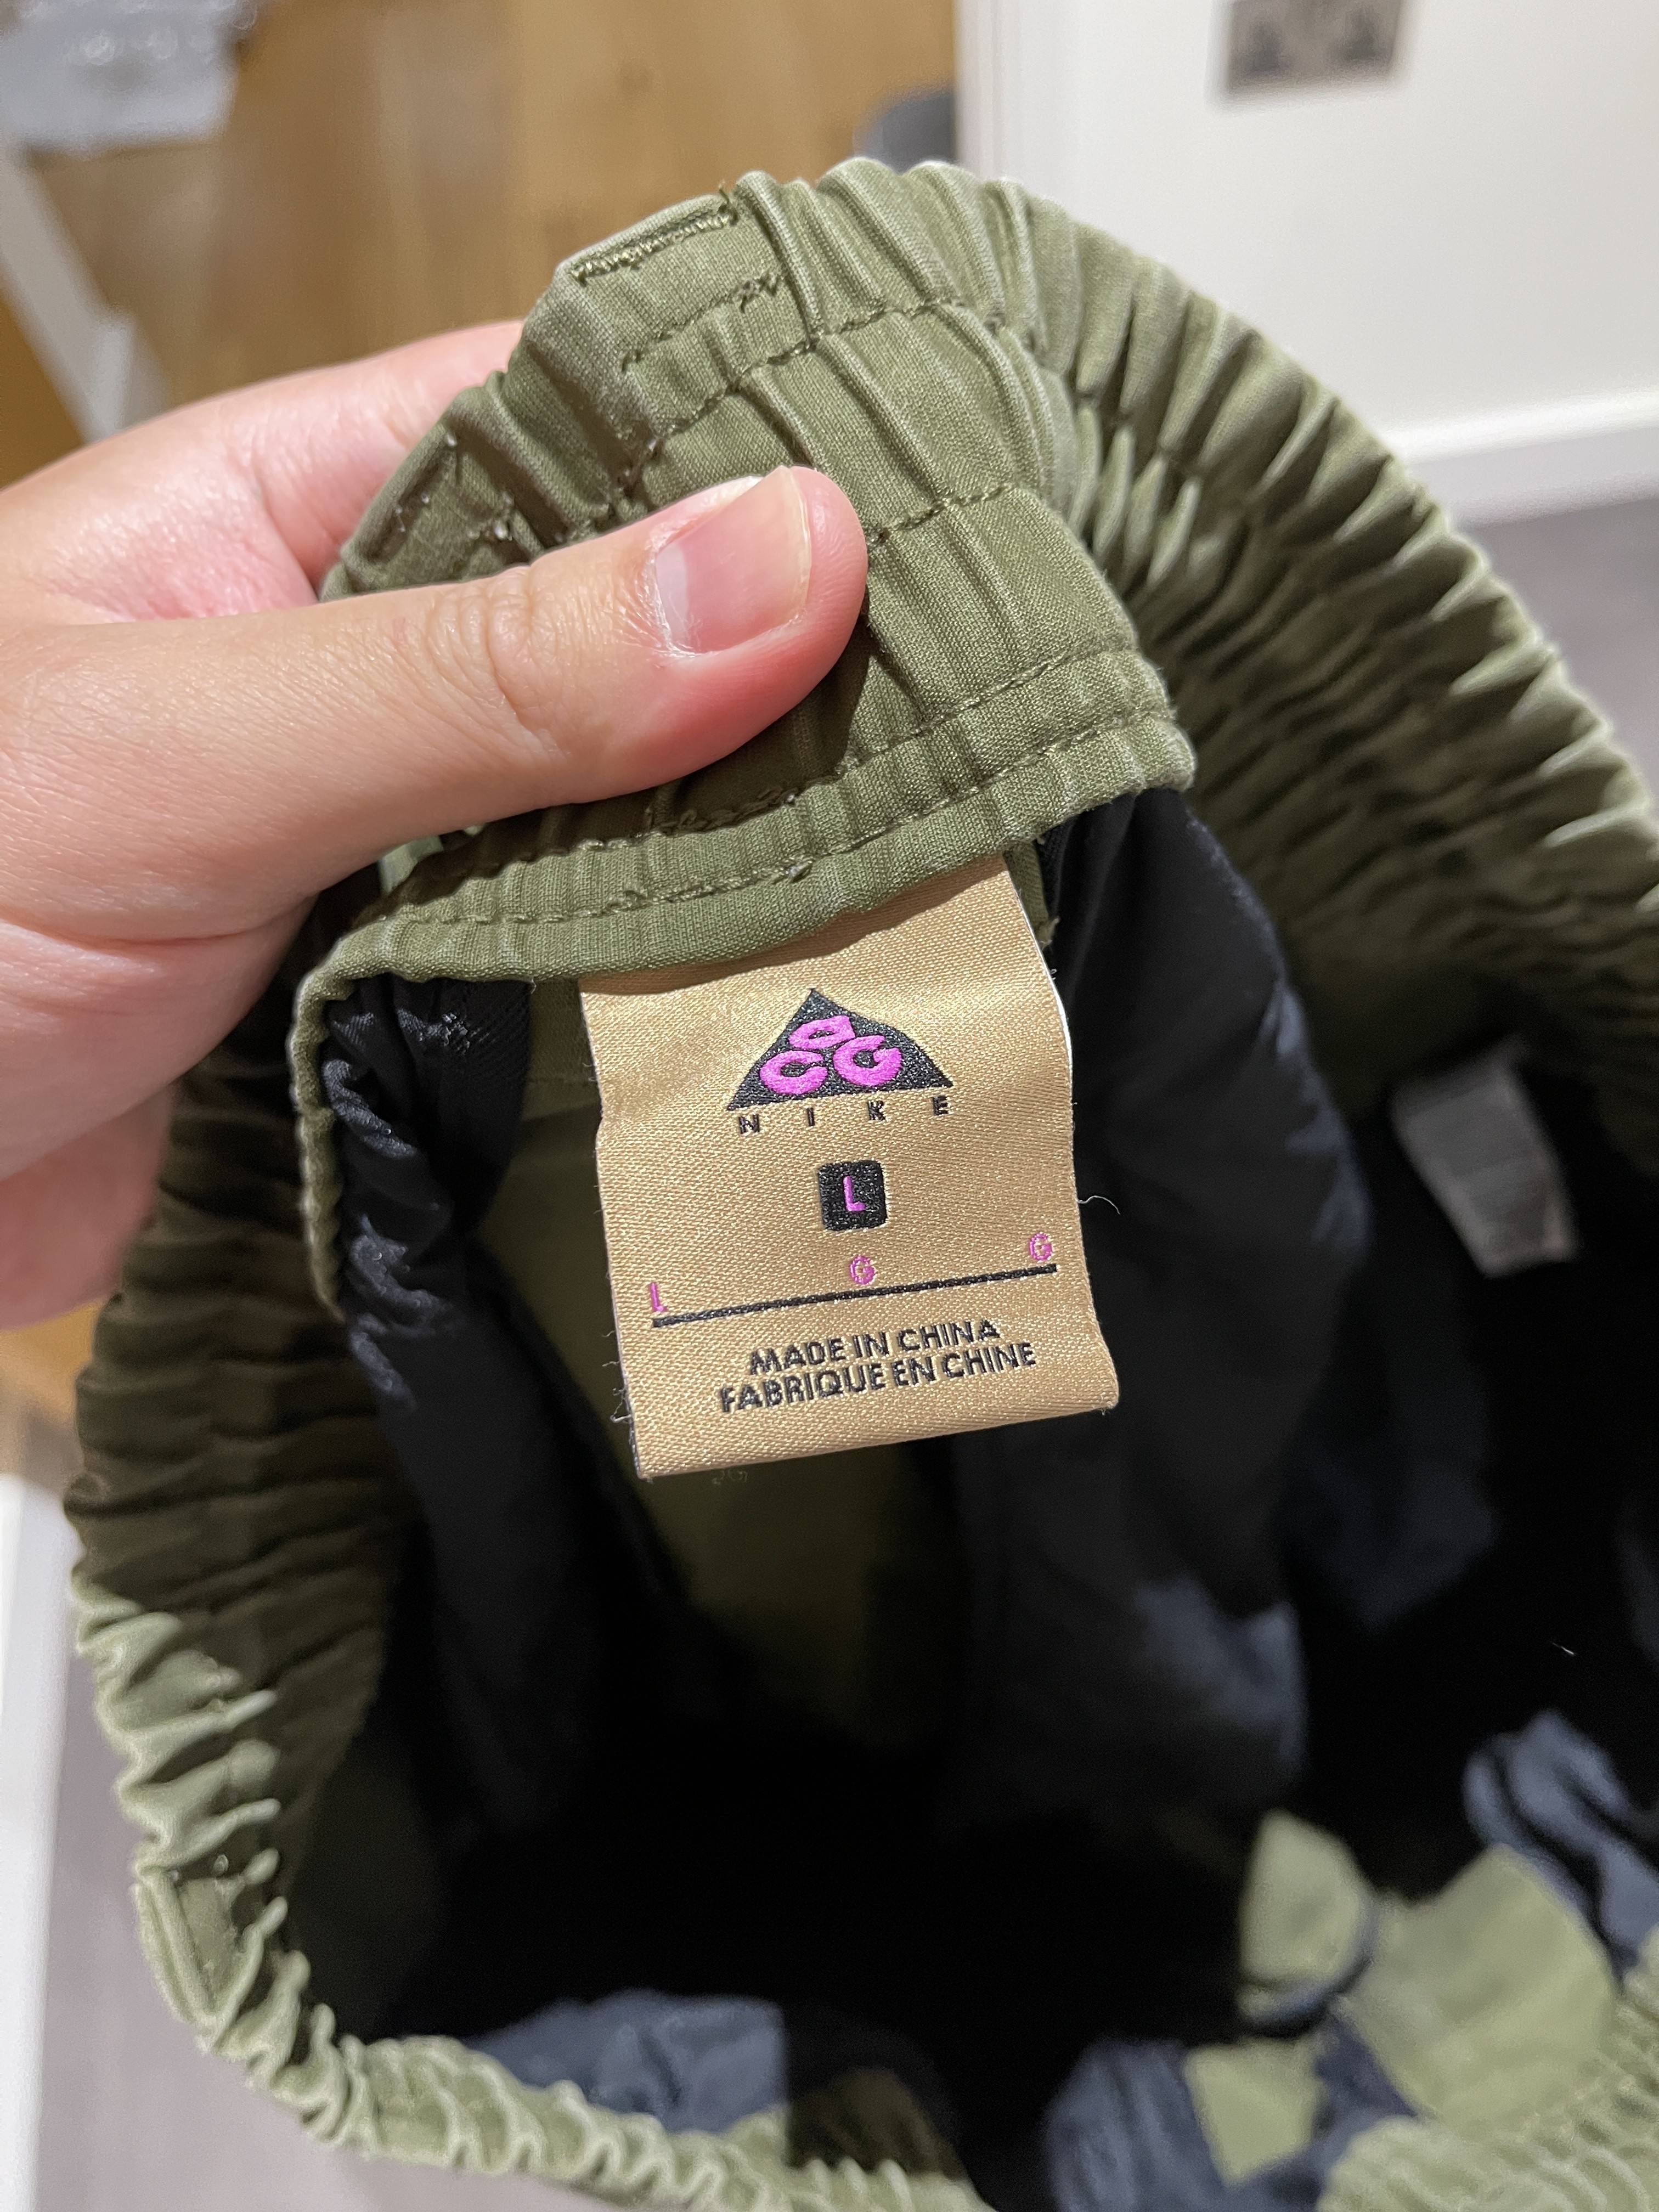 aCG
NIKE
L
L G G
MADE IN CHINA
FABRIQUE EN CHINE